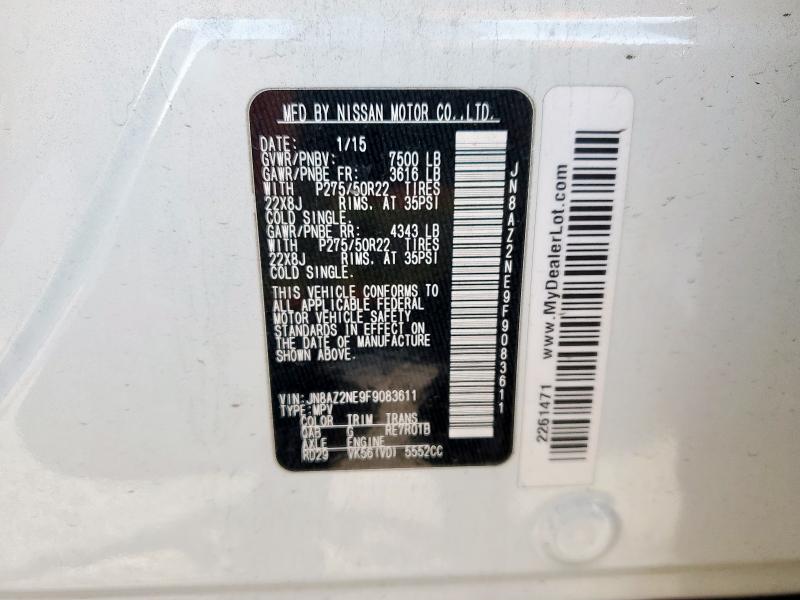 MFD BY NISSAN MOTOR CO.,LTD.
DATE: 1/15
GVWR/PNBV: 7500 LB
GAWR/PNBE FR: 3616 LB
WITH P275/50R22 TIRES
22X8J RIMS. AT 35PSI
COLD SINGLE.
GAWR/PNBE RR: 4343 LB
WITH P275/50R22 TIRES
22X8J RIMS. AT 35PSI
COLD SINGLE.
THIS VEHICLE CONFORMS TO
ALL APPLICABLE FEDERAL
MOTOR VEHICLE SAFETY
STANDARDS IN EFFECT ON
THE DATE OF MANUFACTURE
SHOWN ABOVE.
VIN:JN8AZ2NE9F9083611
TYPE:MPV
COLOR TRIM TRANS
QAB G RE7R01B
AXLE ENGINE
RD29 VK56(VD) 5552CC
JN8AZ2NE9F9083611
www.MyDealerLot.com
2261471